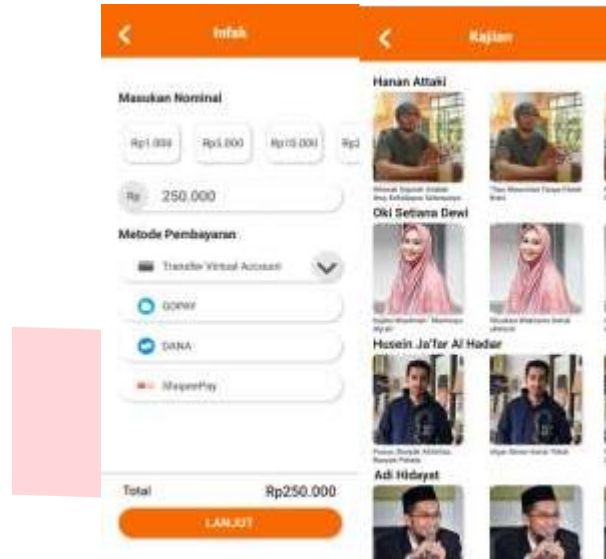 Infak
Masukan Nominal
Rp1.000
Rp5.000
Rp10.000
Rp
250.000
Metode Pembayaran
Transfer Virtual Account
GOPAY
DANA
ShopeePay
Total
Rp250.000
LANJUT
Kajian
Hanan Attaki
Oki Setiana Dewi
Husein Ja'far Al Hadar
Adi Hidayat